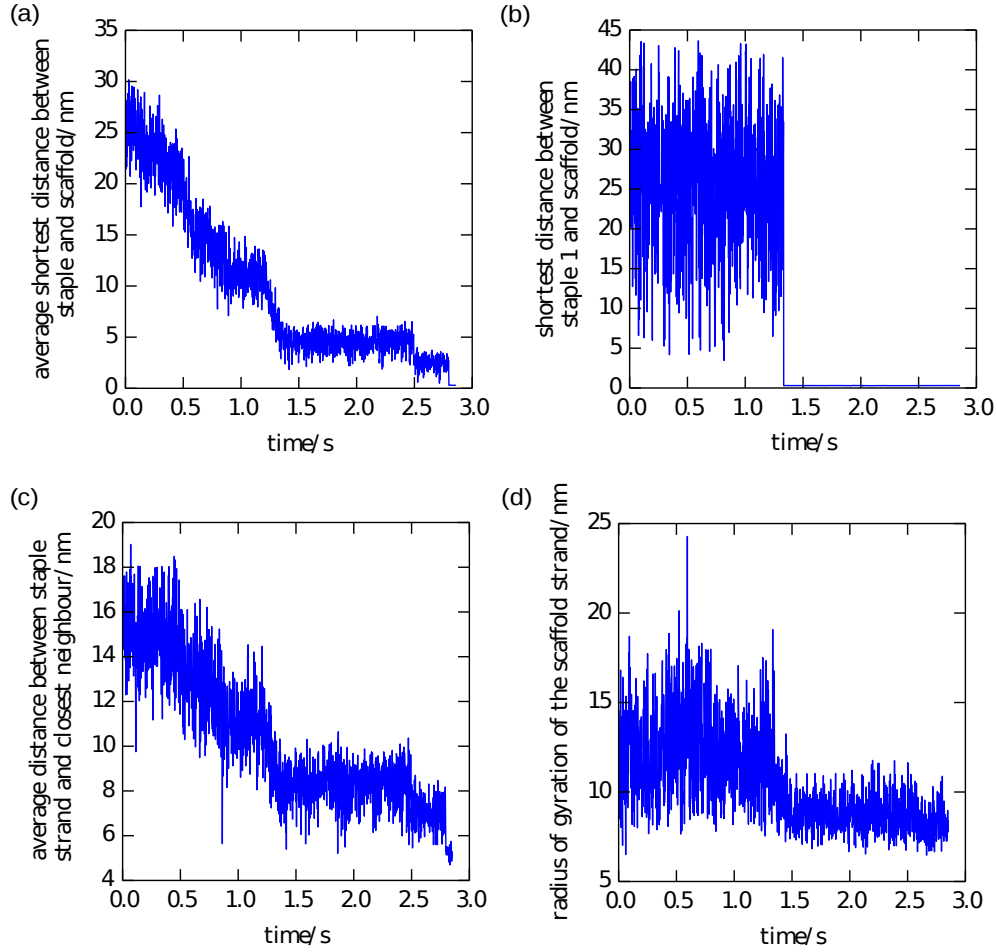 (a)
average shortest distance between
staple and scaffold/nm
35
30
25
20
15
10
5
0
0.0 0.5 1.0 1.5 2.0 2.5 3.0
time/s
(b)
shortest distance between
staple 1 and scaffold/nm
45
40
35
30
25
20
15
10
5
0
0.0 0.5 1.0 1.5 2.0 2.5 3.0
time/s
(c)
average distance between staple
strand and closest neighbour/nm
20
18
16
14
12
10
8
6
4
0.0 0.5 1.0 1.5 2.0 2.5 3.0
time/s
(d)
radius of gyration of the scaffold strand/nm
25
20
15
10
5
0.0 0.5 1.0 1.5 2.0 2.5 3.0
time/s